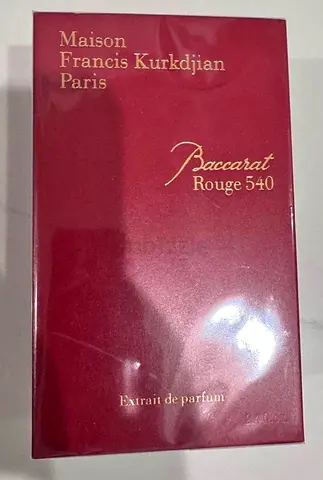 Maison
Francis Kurkdjian
Paris
Baccarat
Rouge 540
Extrait de parfum